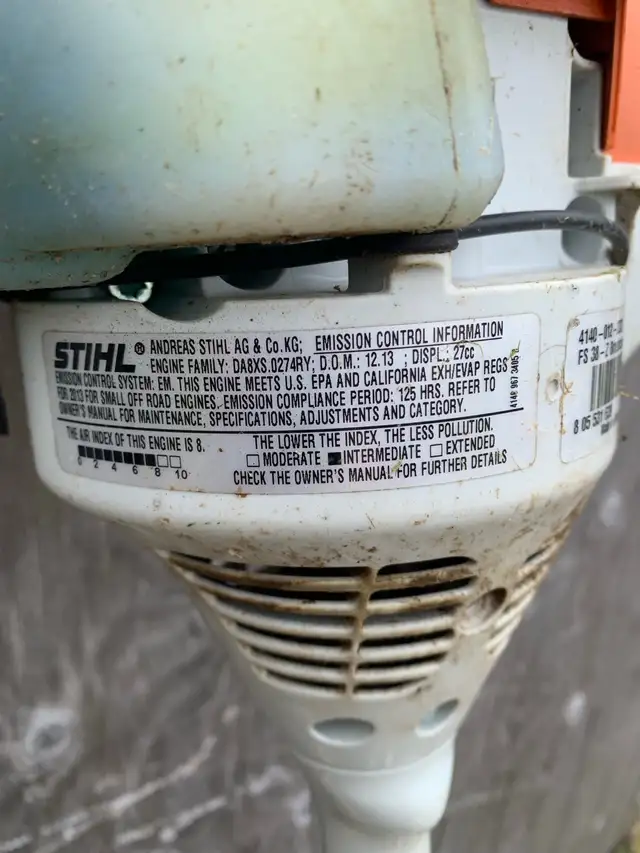 STIHL® ANDREAS STIHL AG & Co.KG; EMISSION CONTROL INFORMATION
ENGINE FAMILY: DA8XS.0274RY; D.O.M.: 12.13 ; DISPL.: 27cc
EMISSION CONTROL SYSTEM: EM. THIS ENGINE MEETS U.S. EPA AND CALIFORNIA EXH/EVAP REGS
FOR 2013 FOR SMALL OFF ROAD ENGINES. EMISSION COMPLIANCE PERIOD: 125 HRS. REFER TO
OWNER'S MANUAL FOR MAINTENANCE, SPECIFICATIONS, ADJUSTMENTS AND CATEGORY.
THE AIR INDEX OF THIS ENGINE IS 8. THE LOWER THE INDEX, THE LESS POLLUTION.
0 2 4 6 8 10 MODERATE INTERMEDIATE EXTENDED
CHECK THE OWNER'S MANUAL FOR FURTHER DETAILS
4140-012-
FS 38-